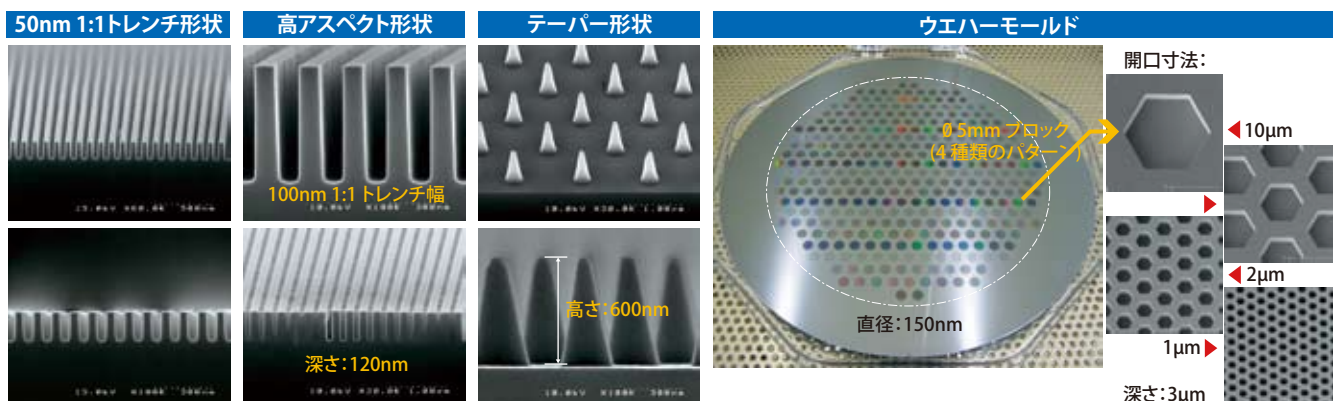 50nm 1:1トレンチ形状
高アスペクト形状
テーパー形状
ウエハーモールド
100nm 1:1 トレンチ幅
深さ:120nm
高さ:600nm
Ø 5mm ブロック
(4 種類のパターン)
直径:150nm
開口寸法:
10μm
2μm
1μm
深さ:3μm